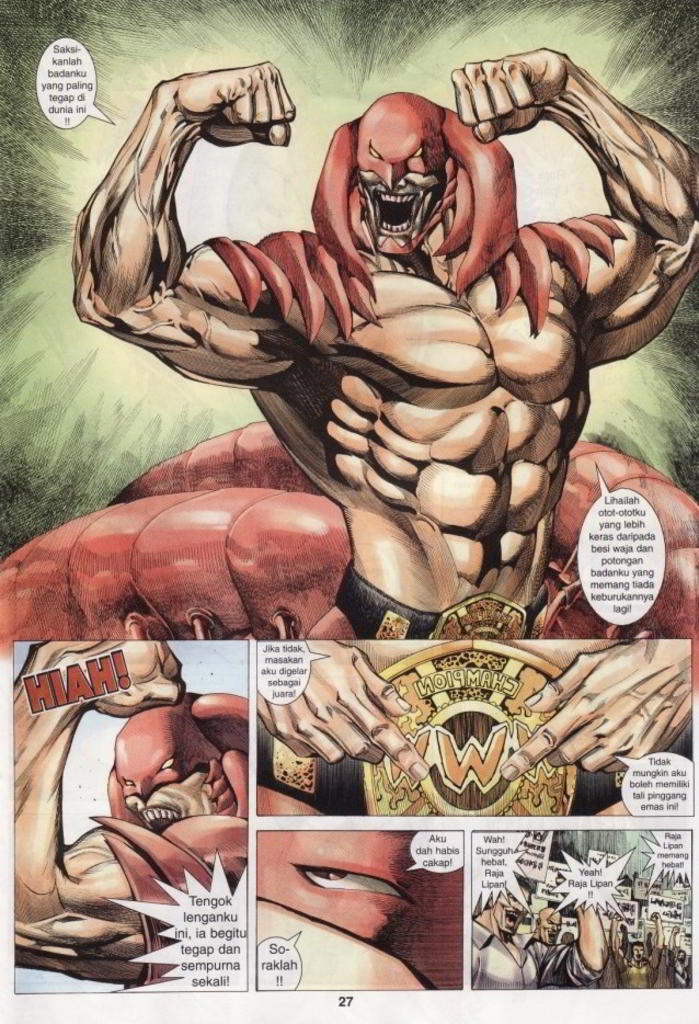 Saksi-
kanlah
badanku
yang paling
tegap di
dunia ini
!!
Lihailah
otot-ototku
yang lebih
keras daripada
besi waja dan
potongan
badanku yang
memang tiada
keburukannya
lagi!
HIAH!
Tengok
lenganku
ini, ia begitu
tegap dan
sempurna
sekali!
Jika tidak,
masakan
aku digelar
sebagai
juara!
CHAMPION
WWW
Tidak
mungkin aku
boleh memiliki
tali pinggang
emas ini!
Aku
dah habis
cakap!
So-
raklah
!!
Wah!
Sungguh
hebat,
Raja
Lipan!
Yeah!
Raja Lipan
!!
Raja
Lipan
memang
hebat!
27